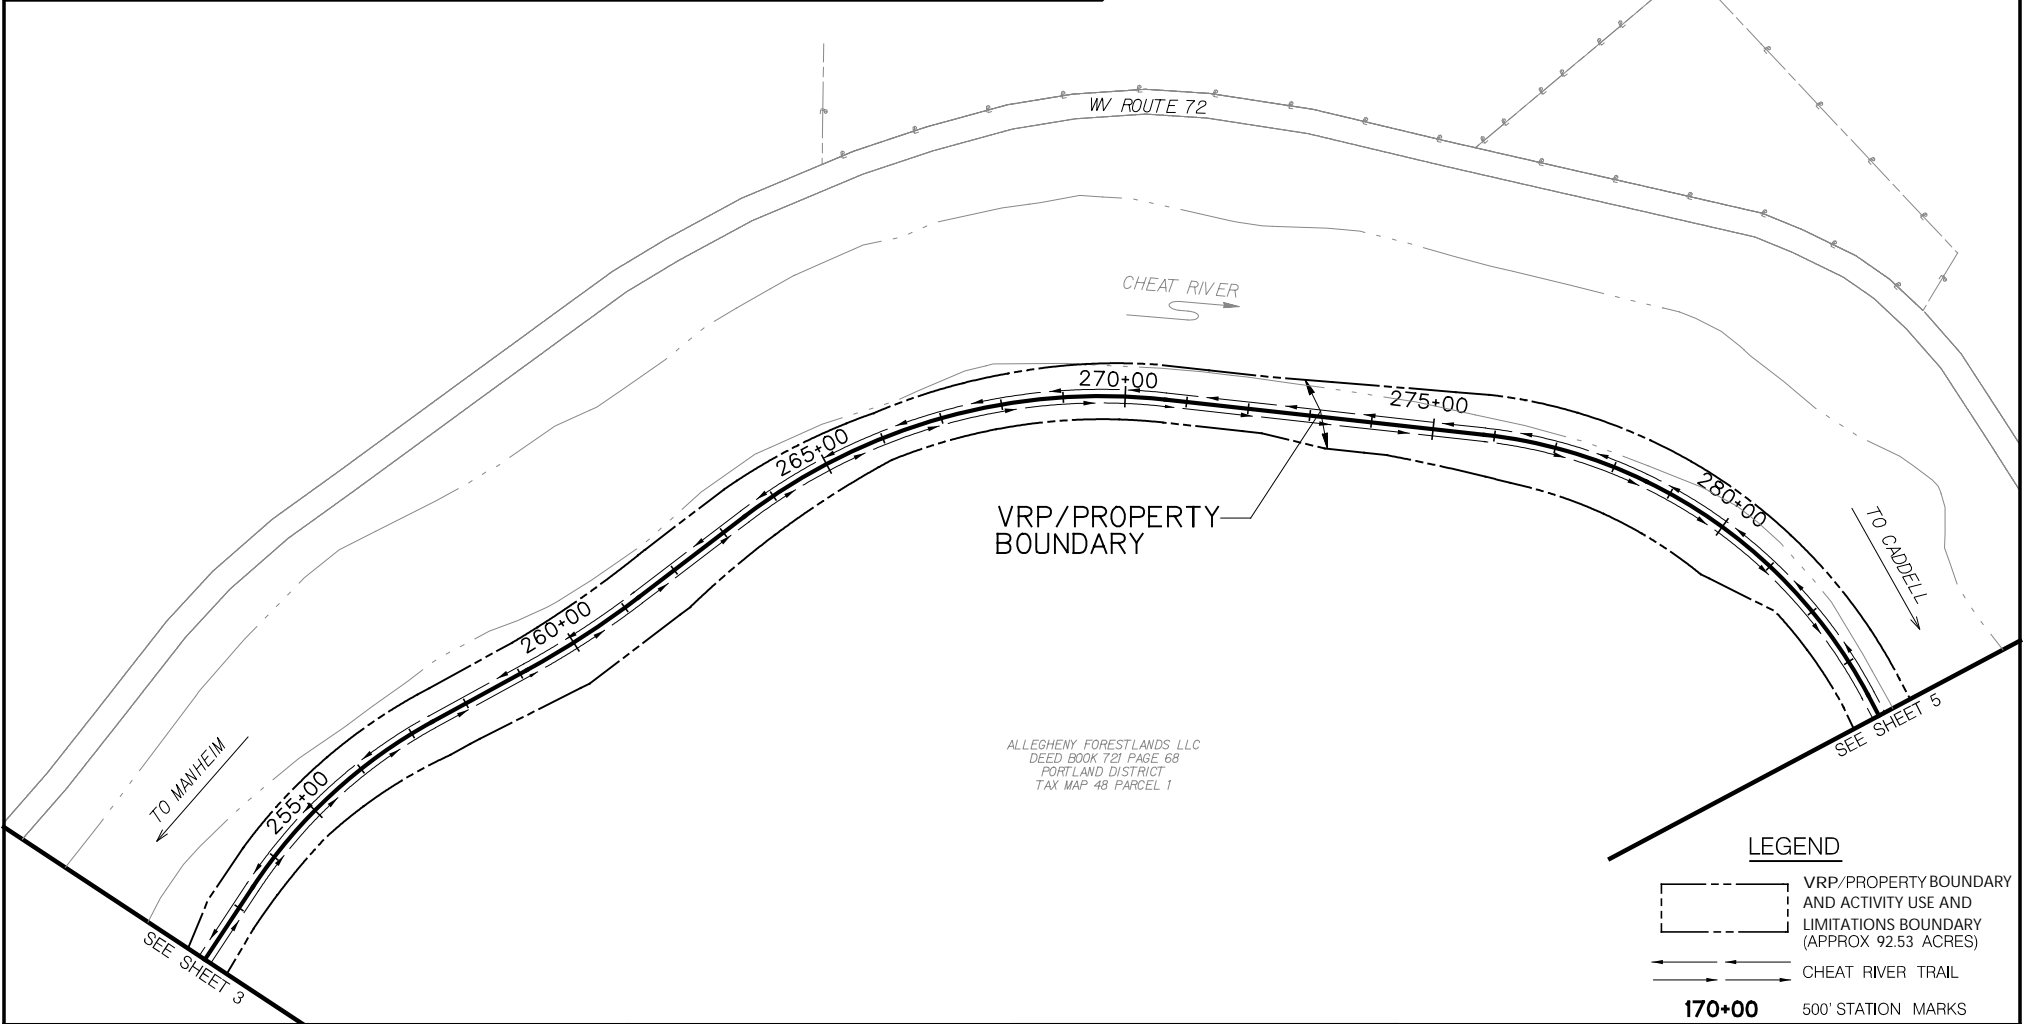 WV ROUTE 72
CHEAT RIVER
270+00
275+00
265+00
280+00
VRP/PROPERTY
BOUNDARY
TO CADDELL
260+00
SEE SHEET 5
TO MANHEIM
255+00
ALLEGHENY FORESTLANDS LLC
DEED BOOK 721 PAGE 68
PORTLAND DISTRICT
TAX MAP 48 PARCEL 1
SEE SHEET 3
LEGEND
VRP/PROPERTY BOUNDARY
AND ACTIVITY USE AND
LIMITATIONS BOUNDARY
(APPROX 92.53 ACRES)
CHEAT RIVER TRAIL
170+00 500' STATION MARKS